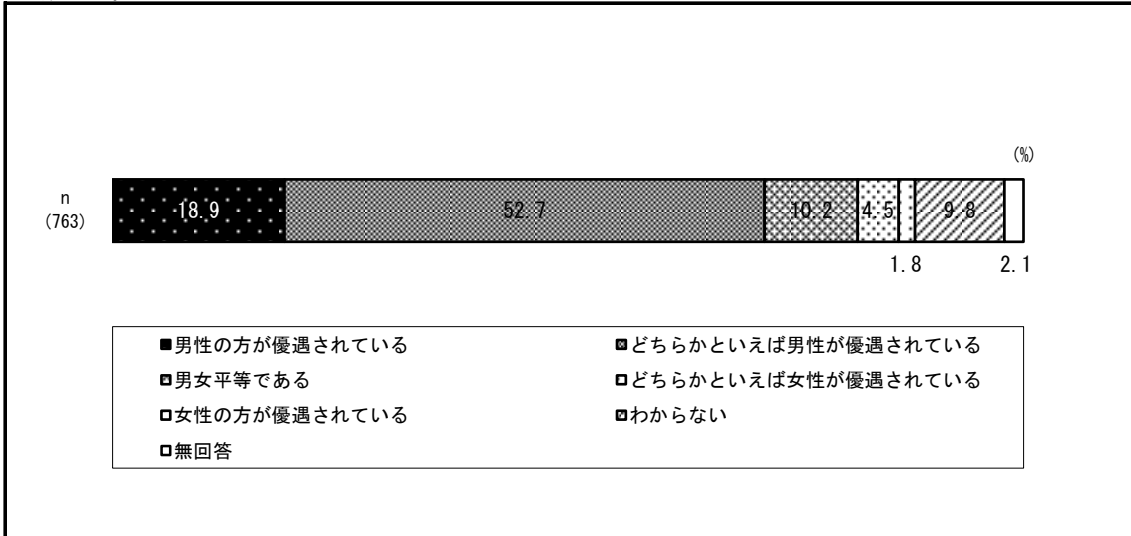 (%)
n
(763)
18.9 52.7 10.2 4.5 9.8
1.8 2.1
■男性の方が優遇されている
どちらかといえば男性が優遇されている
男女平等である
どちらかといえば女性が優遇されている
女性の方が優遇されている
わからない
無回答